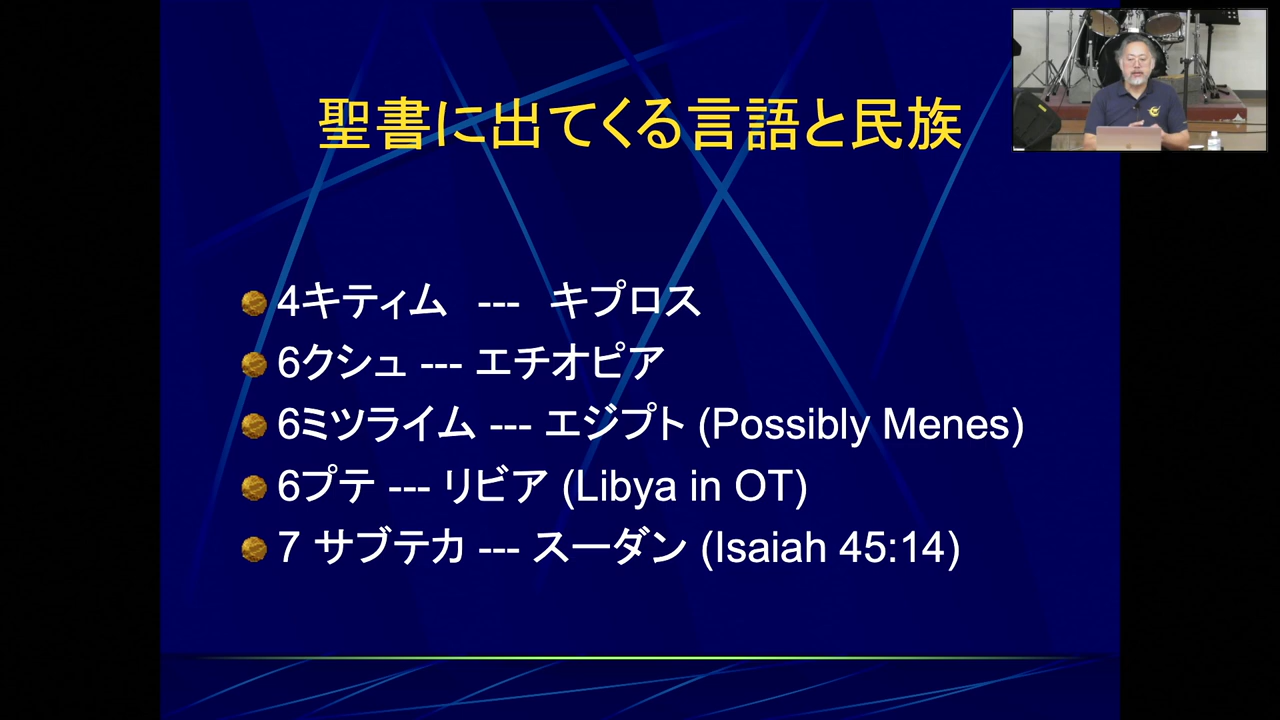 聖書に出てくる言語と民族
4キティム --- キプロス
6クシュ --- エチオピア
6ミツライム --- エジプト (Possibly Menes)
6プテ --- リビア (Libya in OT)
7 サブテカ --- スーダン (Isaiah 45:14)